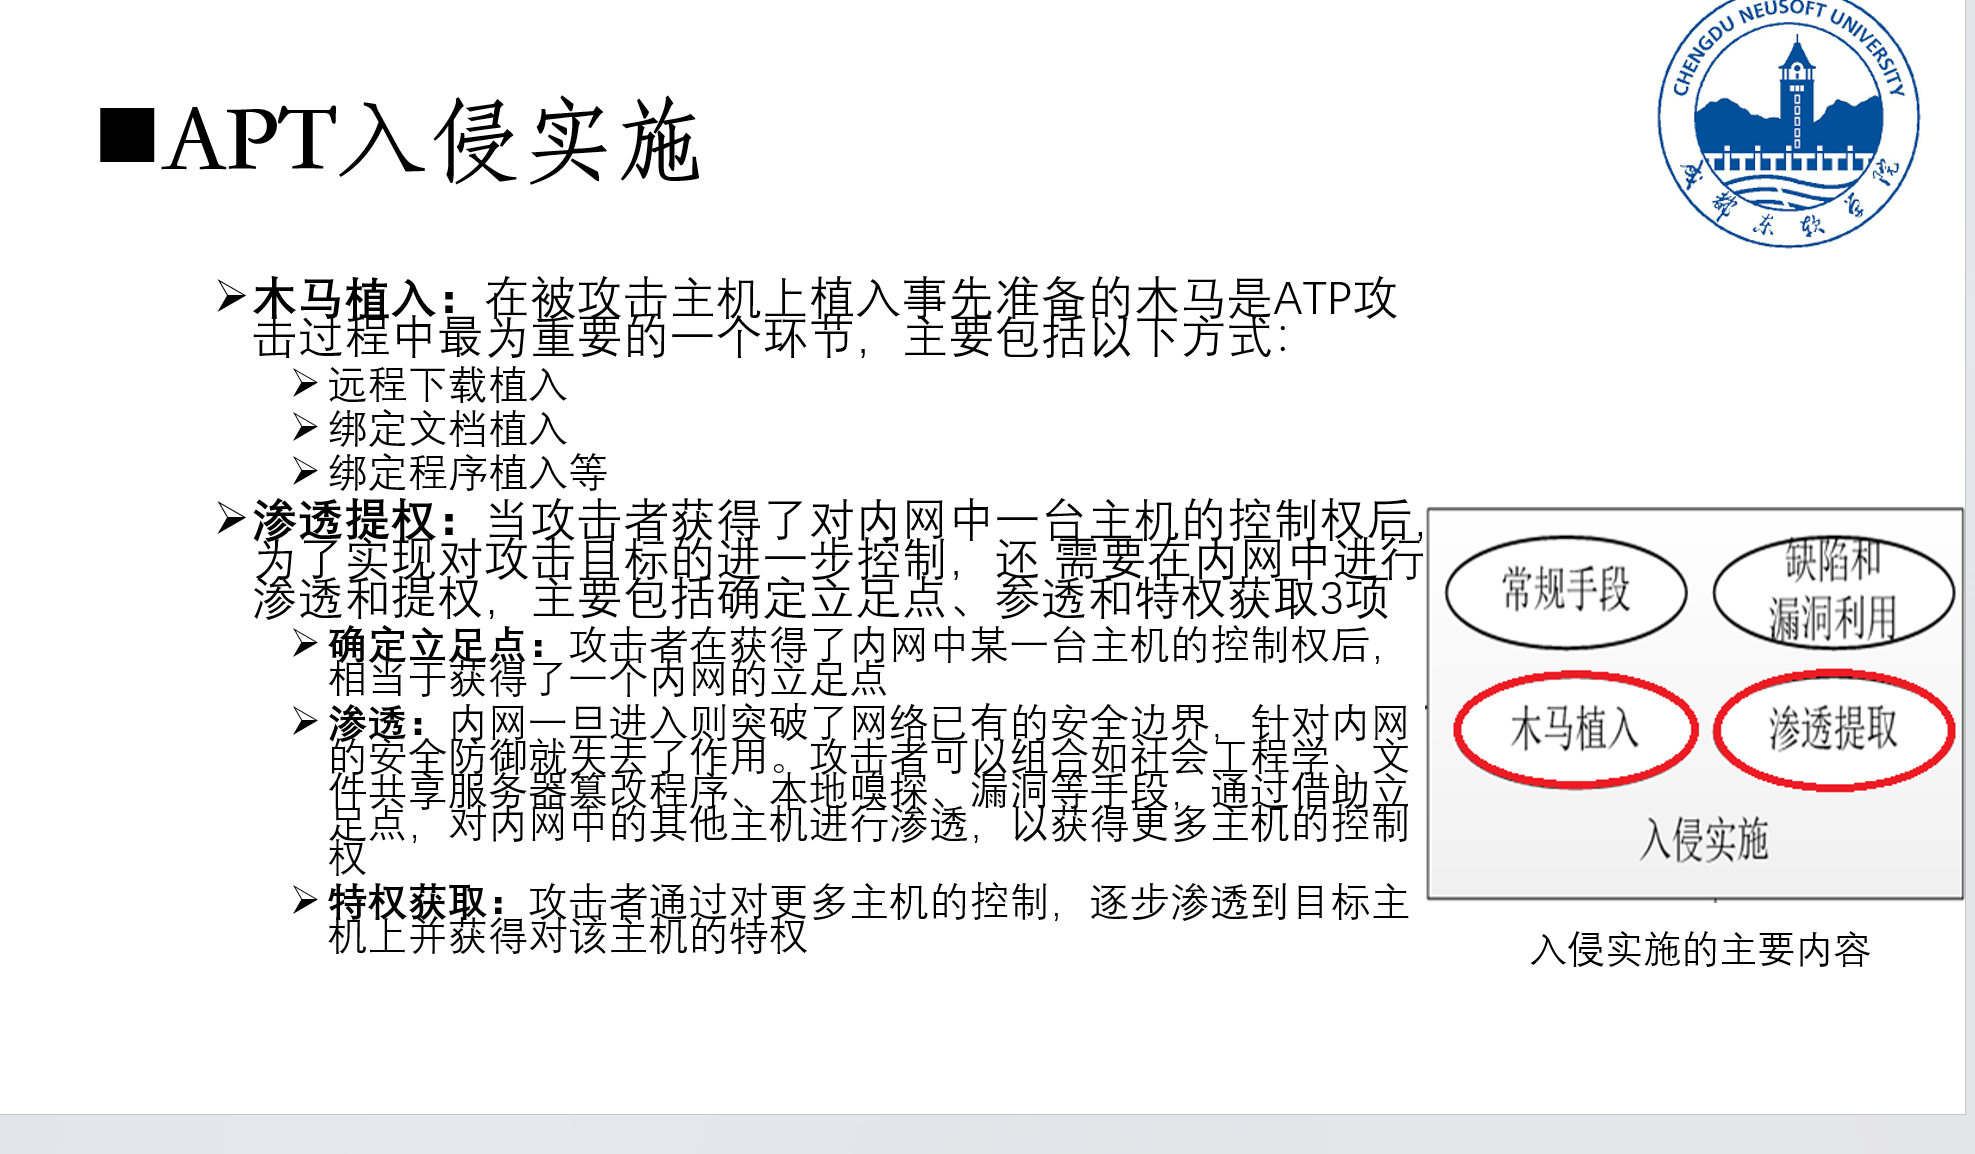 CHENGDU NEUSOFT UNIVERSITY
成都东软学院
■APT入侵实施
➢木马植入：在被攻击主机上植入事先准备的木马是ATP攻
击过程中最为重要的一个环节，主要包括以下方式：
➢远程下载植入
➢绑定文档植入
➢绑定程序植入等
➢渗透提权：当攻击者获得了对内网中一台主机的控制权后，
为了实现对攻击目标的进一步控制，还 需要在内网中进行
渗透和提权，主要包括确定立足点、参透和特权获取3项
➢确定立足点：攻击者在获得了内网中某一台主机的控制权后，
相当于获得了一个内网的立足点
➢渗透：内网一旦进入则突破了网络已有的安全边界，针对内网
的安全防御就失去了作用。攻击者可以组合如社会工程学、文
件共享服务器篡改程序、本地嗅探、漏洞等手段，通过借助立
足点，对内网中的其他主机进行渗透，以获得更多主机的控制
权
➢特权获取：攻击者通过对更多主机的控制，逐步渗透到目标主
机上并获得对该主机的特权
常规手段
缺陷和
漏洞利用
木马植入
渗透提取
入侵实施
入侵实施的主要内容